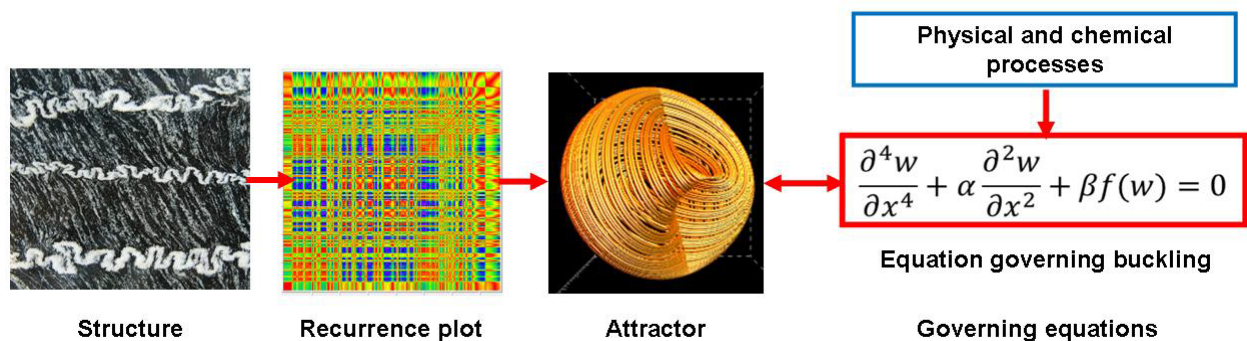 Physical and chemical
processes
∂⁴w/∂x⁴ + α ∂²w/∂x² + βf(w) = 0
Equation governing buckling
Structure
Recurrence plot
Attractor
Governing equations